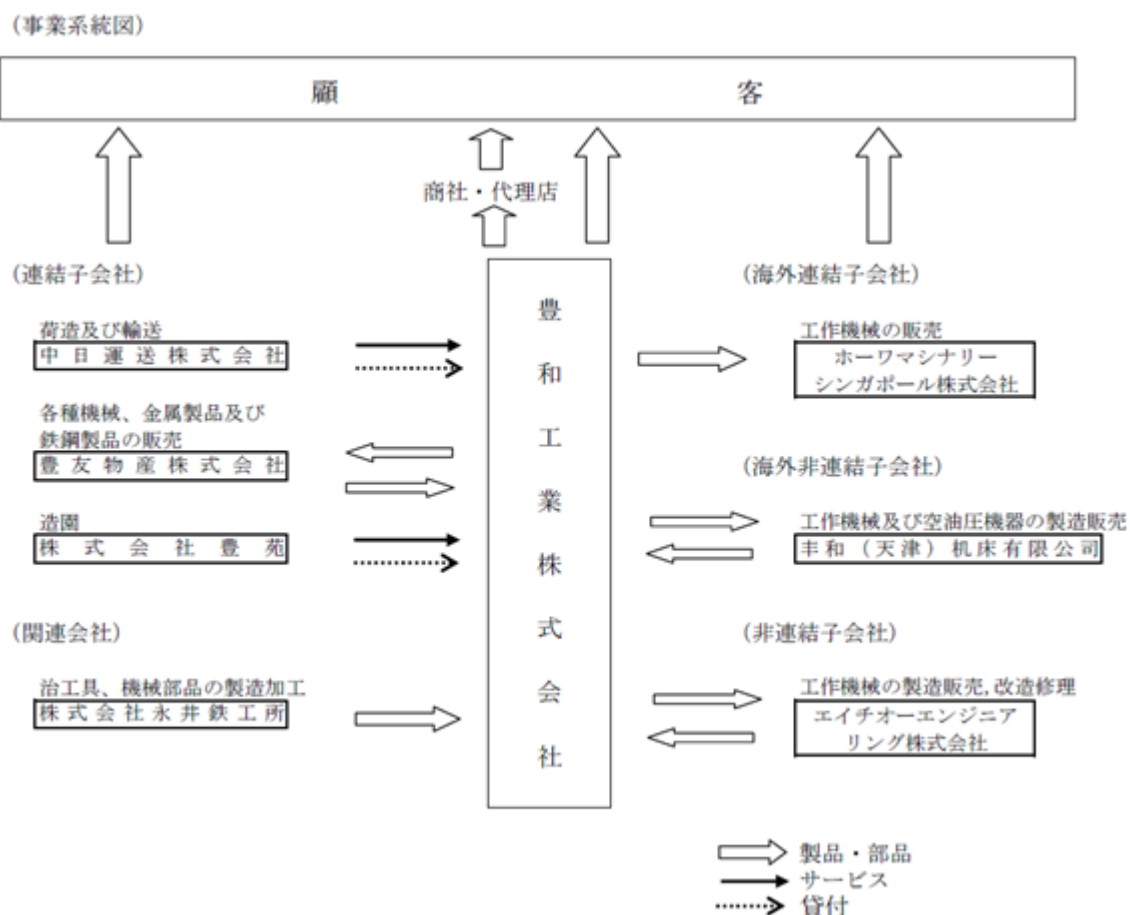 (事業系統図)
顧客
商社・代理店
(連結子会社)
荷造及び輸送
中日運送株式会社
各種機械、金属製品及び
鉄鋼製品の販売
豊友物産株式会社
造園
株式会社豊苑
(関連会社)
治工具、機械部品の製造加工
株式会社永井鉄工所
豊和工業株式会社
(海外連結子会社)
工作機械の販売
ホーワマシナリー
シンガポール株式会社
(海外非連結子会社)
工作機械及び空油圧機器の製造販売
丰和(天津)机床有限公司
(非連結子会社)
工作機械の製造販売,改造修理
エイチオーエンジニア
リング株式会社
製品・部品
サービス
貸付